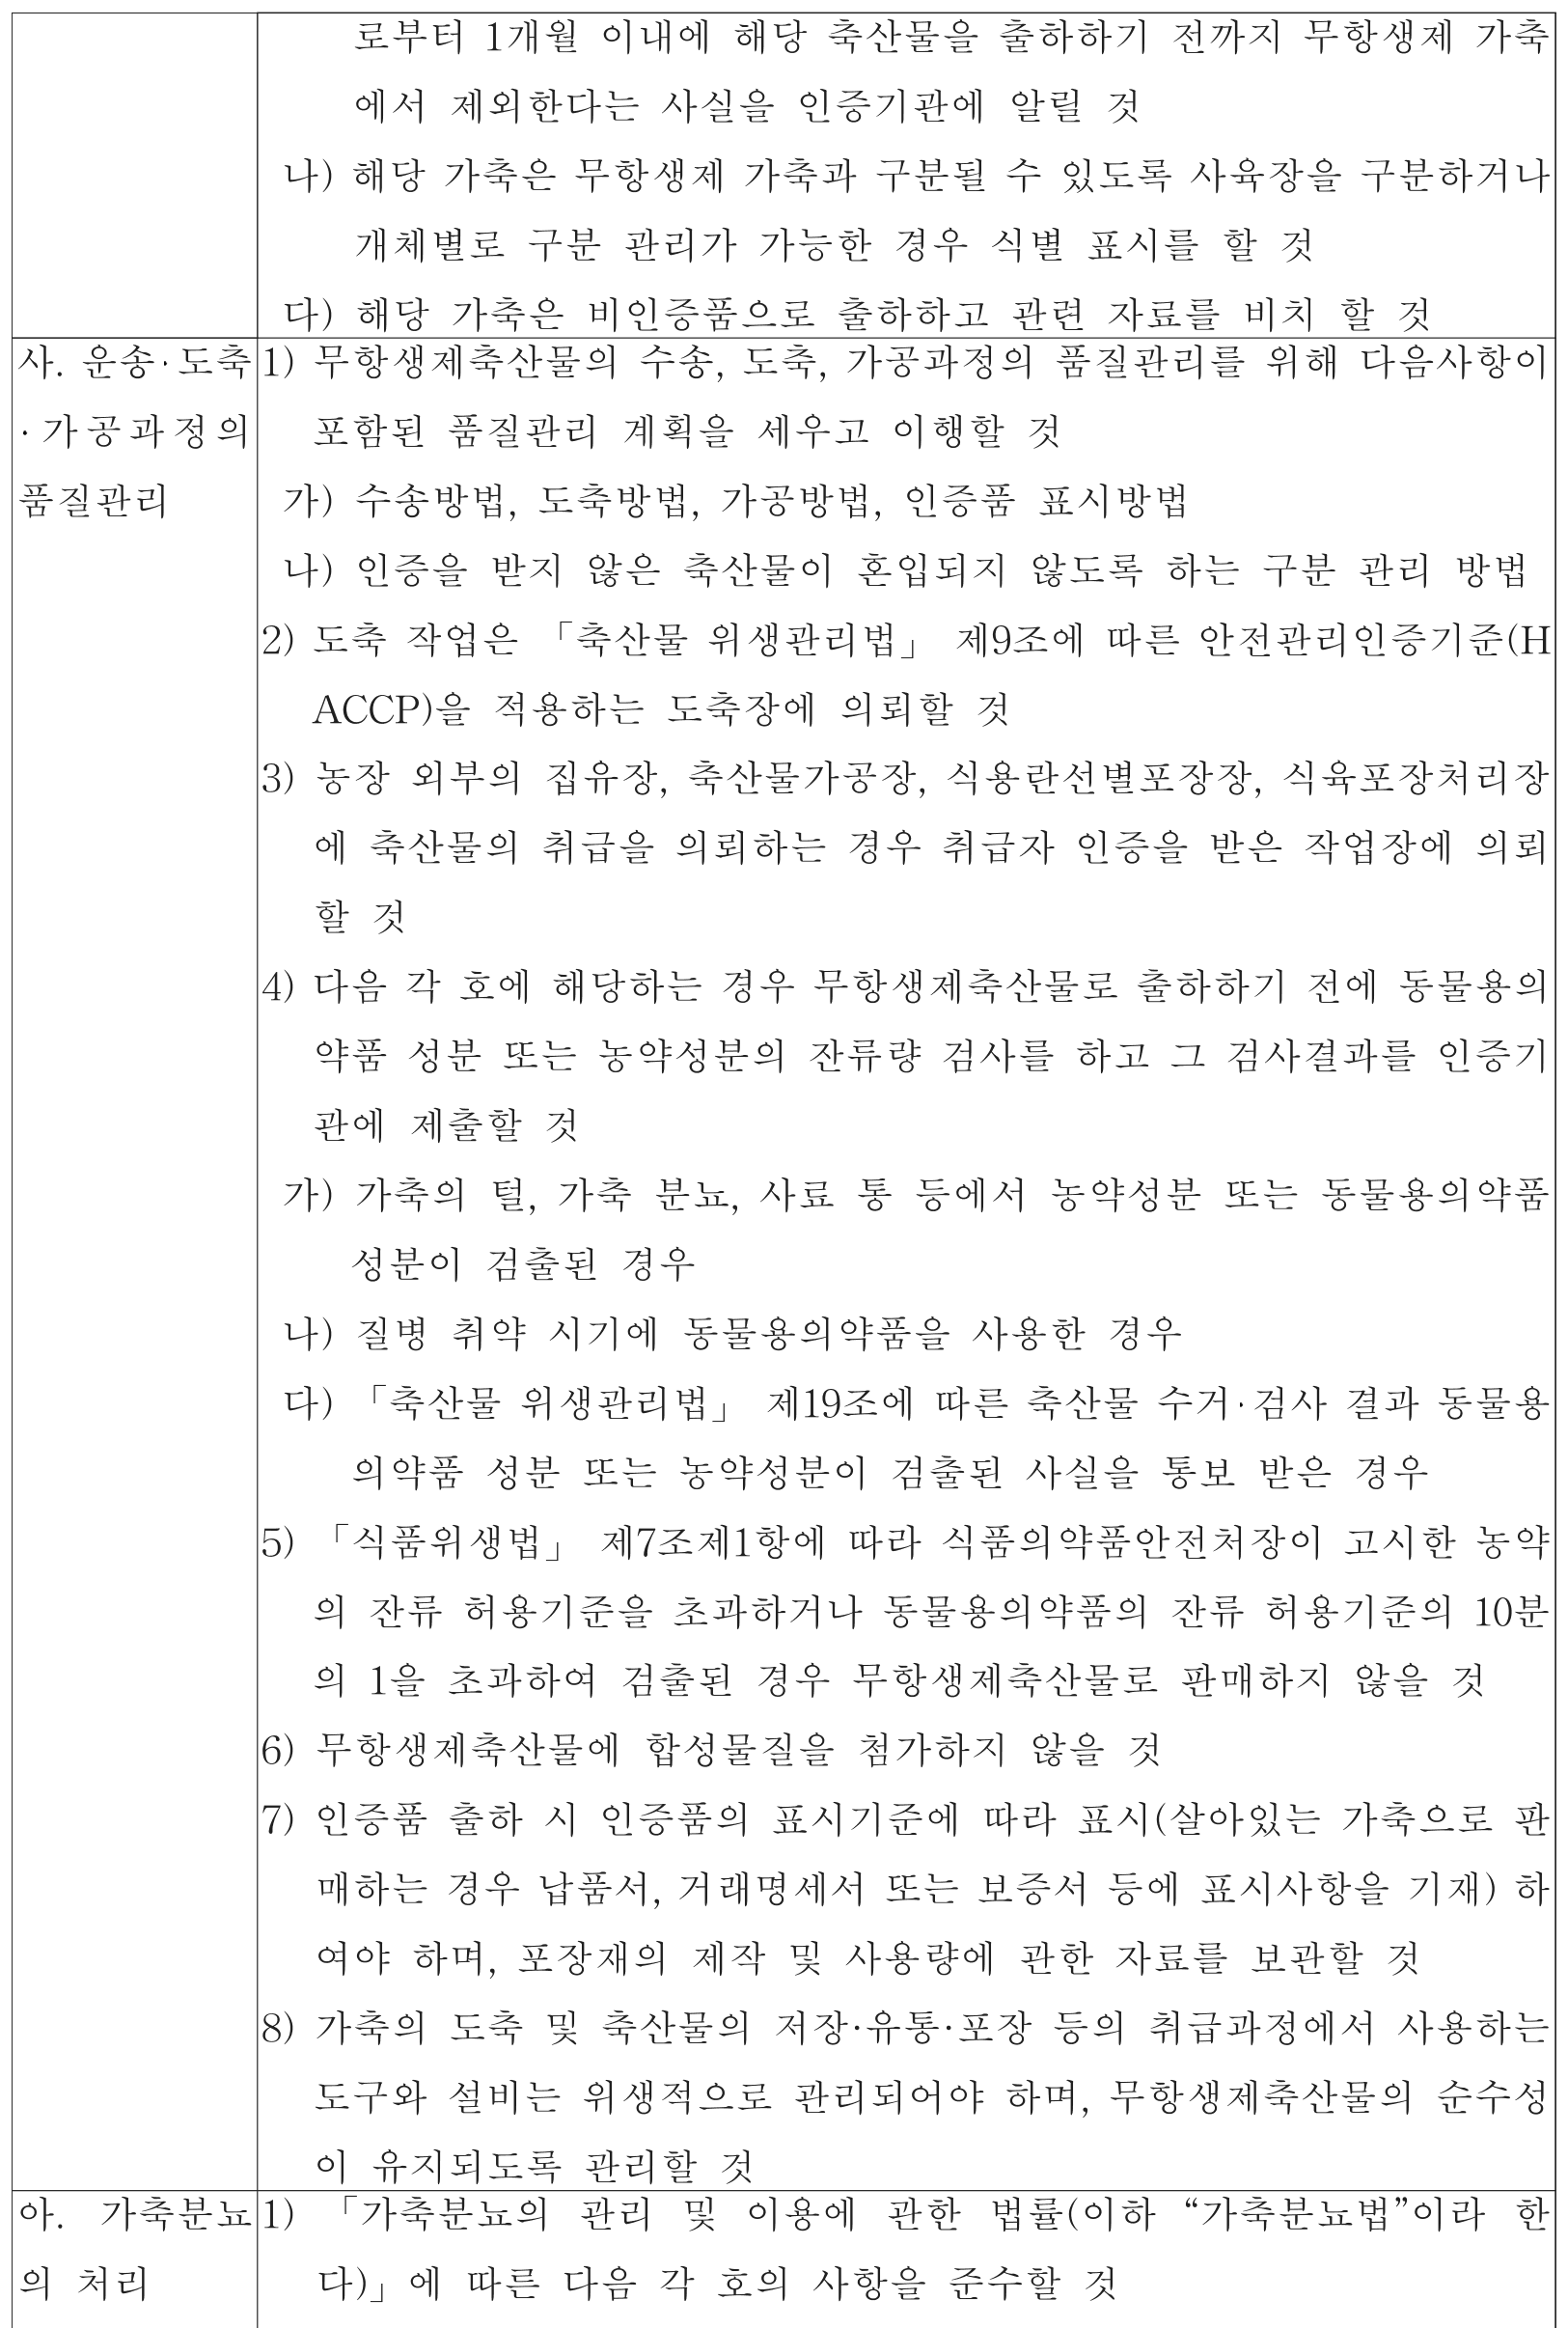 로부터 1개월 이내에 해당 축산물을 출하하기 전까지 무항생제 가축
에서 제외한다는 사실을 인증기관에 알릴 것
나) 해당 가축은 무항생제 가축과 구분될 수 있도록 사육장을 구분하거나
개체별로 구분 관리가 가능한 경우 식별 표시를 할 것
다) 해당 가축은 비인증품으로 출하하고 관련 자료를 비치 할 것
사. 운송·도축
·가공과정의
품질관리
1) 무항생제축산물의 수송, 도축, 가공과정의 품질관리를 위해 다음사항이
포함된 품질관리 계획을 세우고 이행할 것
가) 수송방법, 도축방법, 가공방법, 인증품 표시방법
나) 인증을 받지 않은 축산물이 혼입되지 않도록 하는 구분 관리 방법
2) 도축 작업은 「축산물 위생관리법」 제9조에 따른 안전관리인증기준(H
ACCP)을 적용하는 도축장에 의뢰할 것
3) 농장 외부의 집유장, 축산물가공장, 식용란선별포장장, 식육포장처리장
에 축산물의 취급을 의뢰하는 경우 취급자 인증을 받은 작업장에 의뢰
할 것
4) 다음 각 호에 해당하는 경우 무항생제축산물로 출하하기 전에 동물용의
약품 성분 또는 농약성분의 잔류량 검사를 하고 그 검사결과를 인증기
관에 제출할 것
가) 가축의 털, 가축 분뇨, 사료 통 등에서 농약성분 또는 동물용의약품
성분이 검출된 경우
나) 질병 취약 시기에 동물용의약품을 사용한 경우
다) 「축산물 위생관리법」 제19조에 따른 축산물 수거·검사 결과 동물용
의약품 성분 또는 농약성분이 검출된 사실을 통보 받은 경우
5) 「식품위생법」 제7조제1항에 따라 식품의약품안전처장이 고시한 농약
의 잔류 허용기준을 초과하거나 동물용의약품의 잔류 허용기준의 10분
의 1을 초과하여 검출된 경우 무항생제축산물로 판매하지 않을 것
6) 무항생제축산물에 합성물질을 첨가하지 않을 것
7) 인증품 출하 시 인증품의 표시기준에 따라 표시(살아있는 가축으로 판
매하는 경우 납품서, 거래명세서 또는 보증서 등에 표시사항을 기재) 하
여야 하며, 포장재의 제작 및 사용량에 관한 자료를 보관할 것
8) 가축의 도축 및 축산물의 저장·유통·포장 등의 취급과정에서 사용하는
도구와 설비는 위생적으로 관리되어야 하며, 무항생제축산물의 순수성
이 유지되도록 관리할 것
아. 가축분뇨
의 처리
1) 「가축분뇨의 관리 및 이용에 관한 법률(이하 “가축분뇨법”이라 한
다)」에 따른 다음 각 호의 사항을 준수할 것